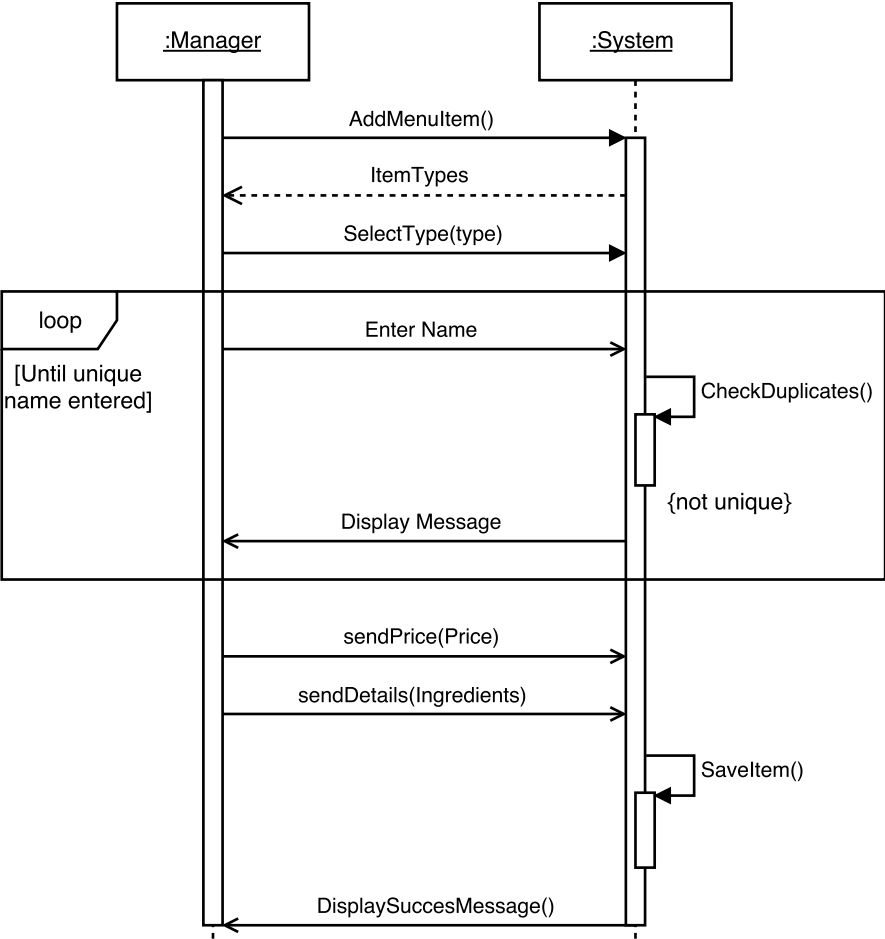 :Manager
:System
AddMenuItem()
ItemTypes
SelectType(type)
loop
Enter Name
[Until unique
name entered]
CheckDuplicates()
{not unique}
Display Message
sendPrice(Price)
sendDetails(Ingredients)
SaveItem()
DisplaySuccesMessage()